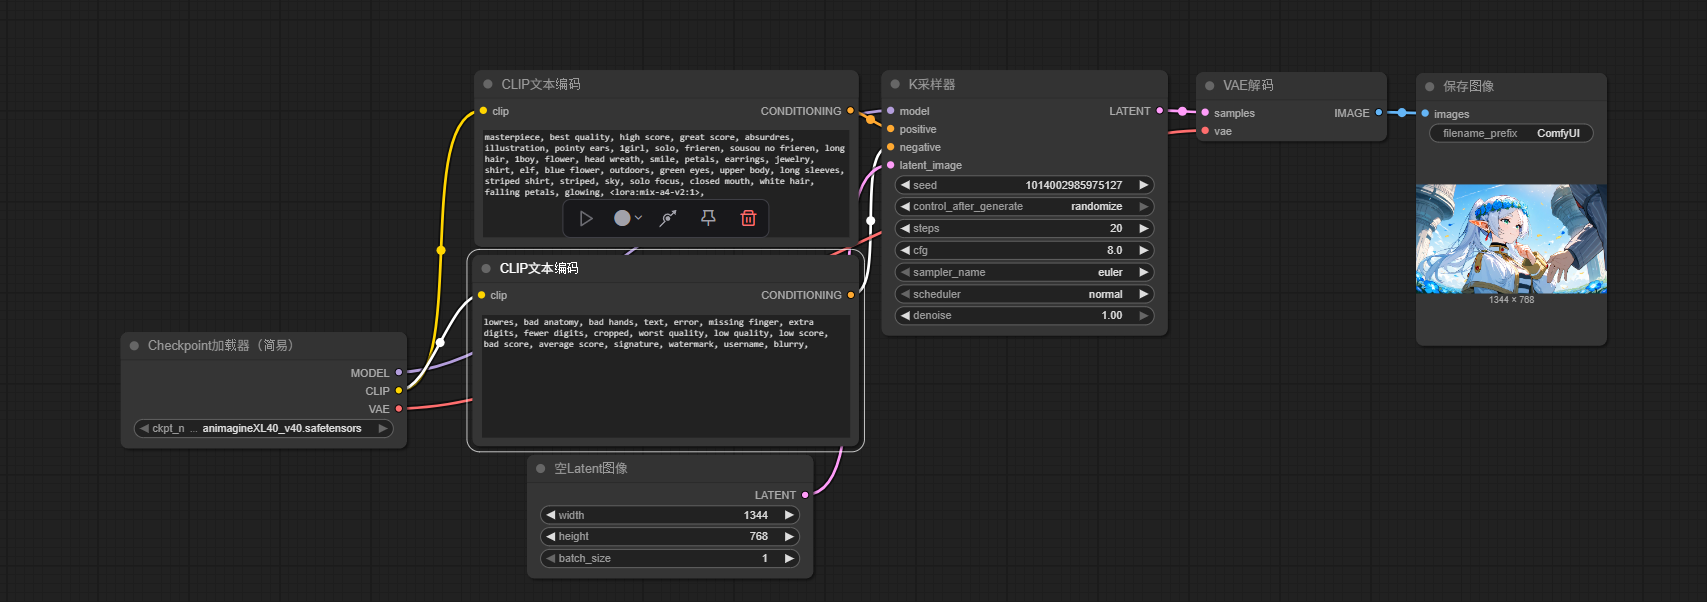 CLIP文本编码
clip
CONDITIONING
masterpiece, best quality, high score, great score, absurdres,
illustration, pointy ears, 1girl, solo, frieren, sousou no frieren, long
hair, 1boy, flower, head wreath, smile, petals, earrings, jewelry,
shirt, elf, blue flower, outdoors, green eyes, upper body, long sleeves,
striped shirt, striped, sky, solo focus, closed mouth, white hair,
falling petals, glowing, <lora:mix-a4-v2:1>,
CLIP文本编码
clip
CONDITIONING
lowres, bad anatomy, bad hands, text, error, missing finger, extra
digits, fewer digits, cropped, worst quality, low quality, low score,
bad score, average score, signature, watermark, username, blurry,
Checkpoint加载器（简易）
MODEL
CLIP
VAE
ckpt_n ... animagineXL40_v40.safetensors
空Latent图像
LATENT
width 1344
height 768
batch_size 1
K采样器
model
LATENT
positive
negative
latent_image
seed 1014002985975127
control_after_generate randomize
steps 20
cfg 8.0
sampler_name euler
scheduler normal
denoise 1.00
VAE解码
samples
IMAGE
vae
保存图像
images
filename_prefix ComfyUI
1344 × 768